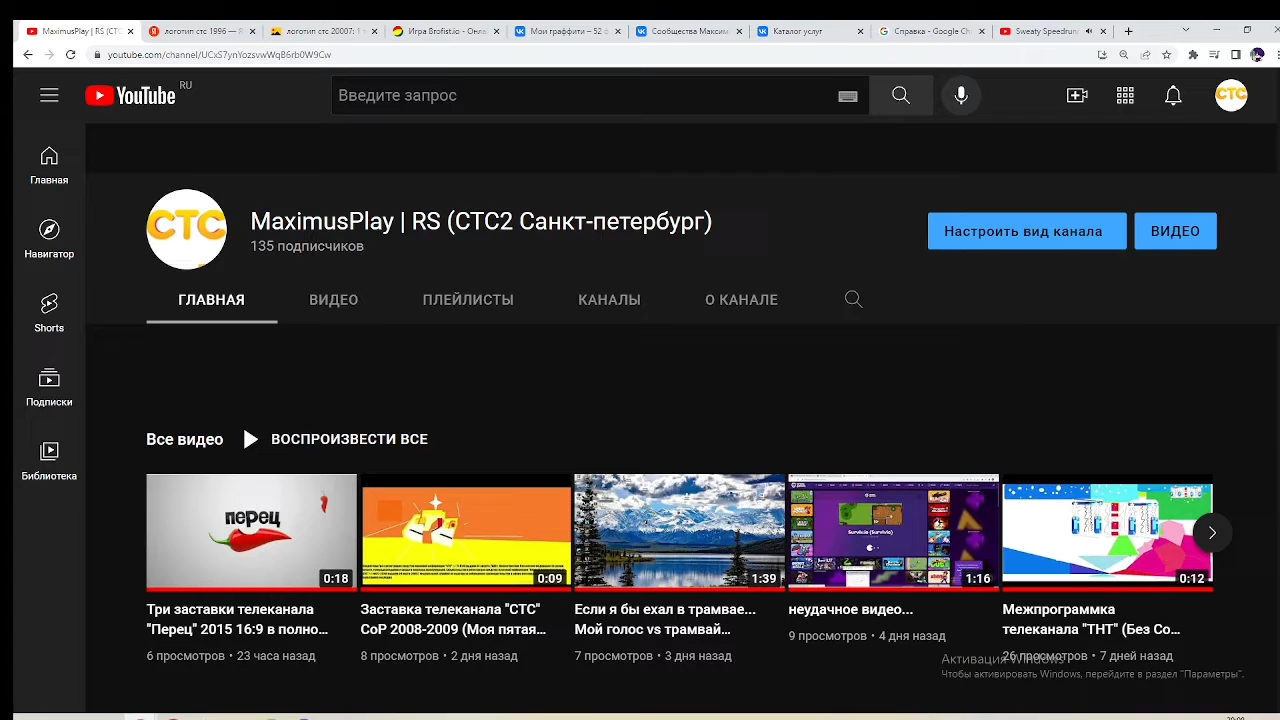 MaximusPlay | RS (СТС
логотип стс 1996 — Я
логотип стс 2000?: 1 т
Игра Brofist.io - Онла
Мои граффити – 52 ф
Сообщества Максим
Каталог услуг
Справка - Google Ch
Sweaty Speedrun
youtube.com/channel/UCxS7ynYozsvwWqB6rb0W9Cw
YouTube RU
Введите запрос
СТС
Главная
Навигатор
Shorts
Подписки
Библиотека
СТС
MaximusPlay | RS (СТС2 Санкт-петербург)
135 подписчиков
Настроить вид канала
ВИДЕО
ГЛАВНАЯ
ВИДЕО
ПЛЕЙЛИСТЫ
КАНАЛЫ
О КАНАЛЕ
Все видео
ВОСПРОИЗВЕСТИ ВСЕ
перец
0:18
0:09
1:39
1:16
0:12
Три заставки телеканала
"Перец" 2015 16:9 в полно...
6 просмотров • 23 часа назад
Заставка телеканала "СТС"
СоР 2008-2009 (Моя пятая...
8 просмотров • 2 дня назад
Если я бы ехал в трамвае...
Мой голос vs трамвай...
7 просмотров • 3 дня назад
неудачное видео...
9 просмотров • 4 дня назад
Межпрограммка
телеканала "ТНТ" (Без Со...
26 просмотров • 7 дней назад
Активация Windows
Чтобы активировать Windows, перейдите в раздел "Параметры".